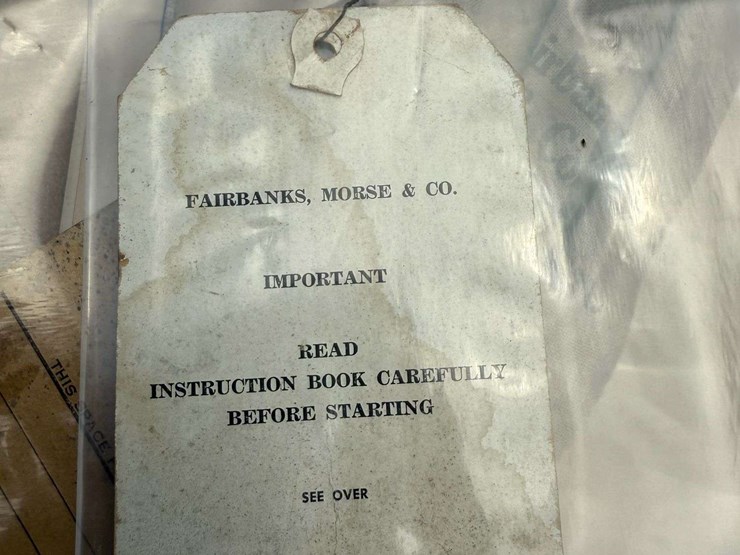 FAIRBANKS, MORSE & CO.
IMPORTANT
READ
INSTRUCTION BOOK CAREFULLY
BEFORE STARTING
SEE OVER
THIS SPACE